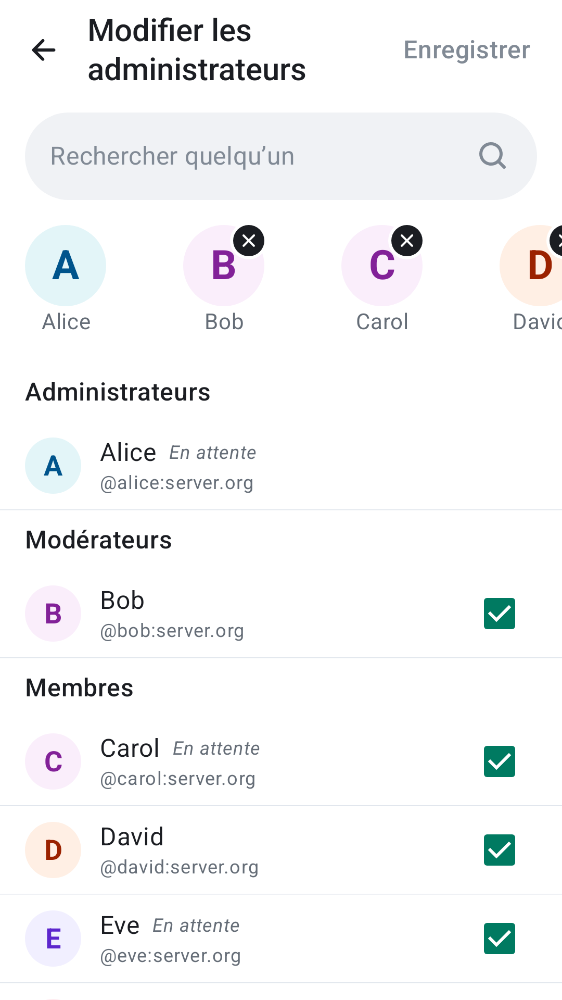 Modifier les
administrateurs
Enregistrer
Rechercher quelqu’un
A
B
C
D
Alice
Bob
Carol
Administrateurs
A
Alice En attente
@alice:server.org
Modérateurs
B
Bob
@bob:server.org
Membres
C
Carol En attente
@carol:server.org
D
David
@david:server.org
E
Eve En attente
@eve:server.org